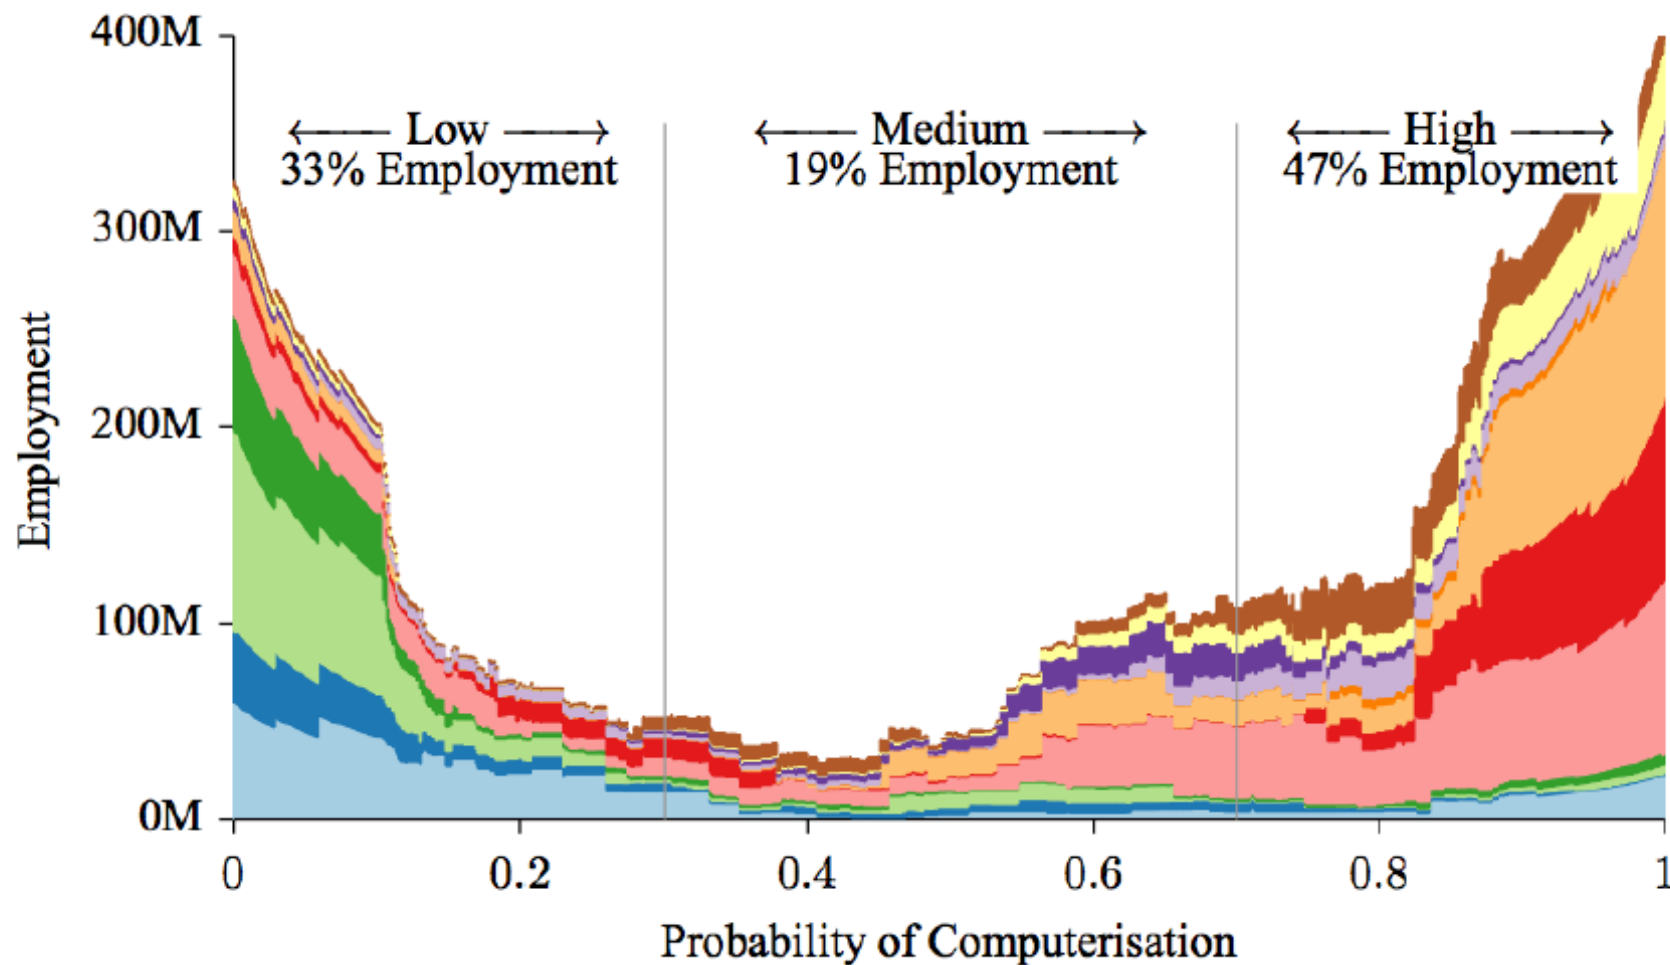 400M
300M
200M
100M
0M
Employment
Low
33% Employment
Medium
19% Employment
High
47% Employment
0
0.2
0.4
0.6
0.8
1
Probability of Computerisation